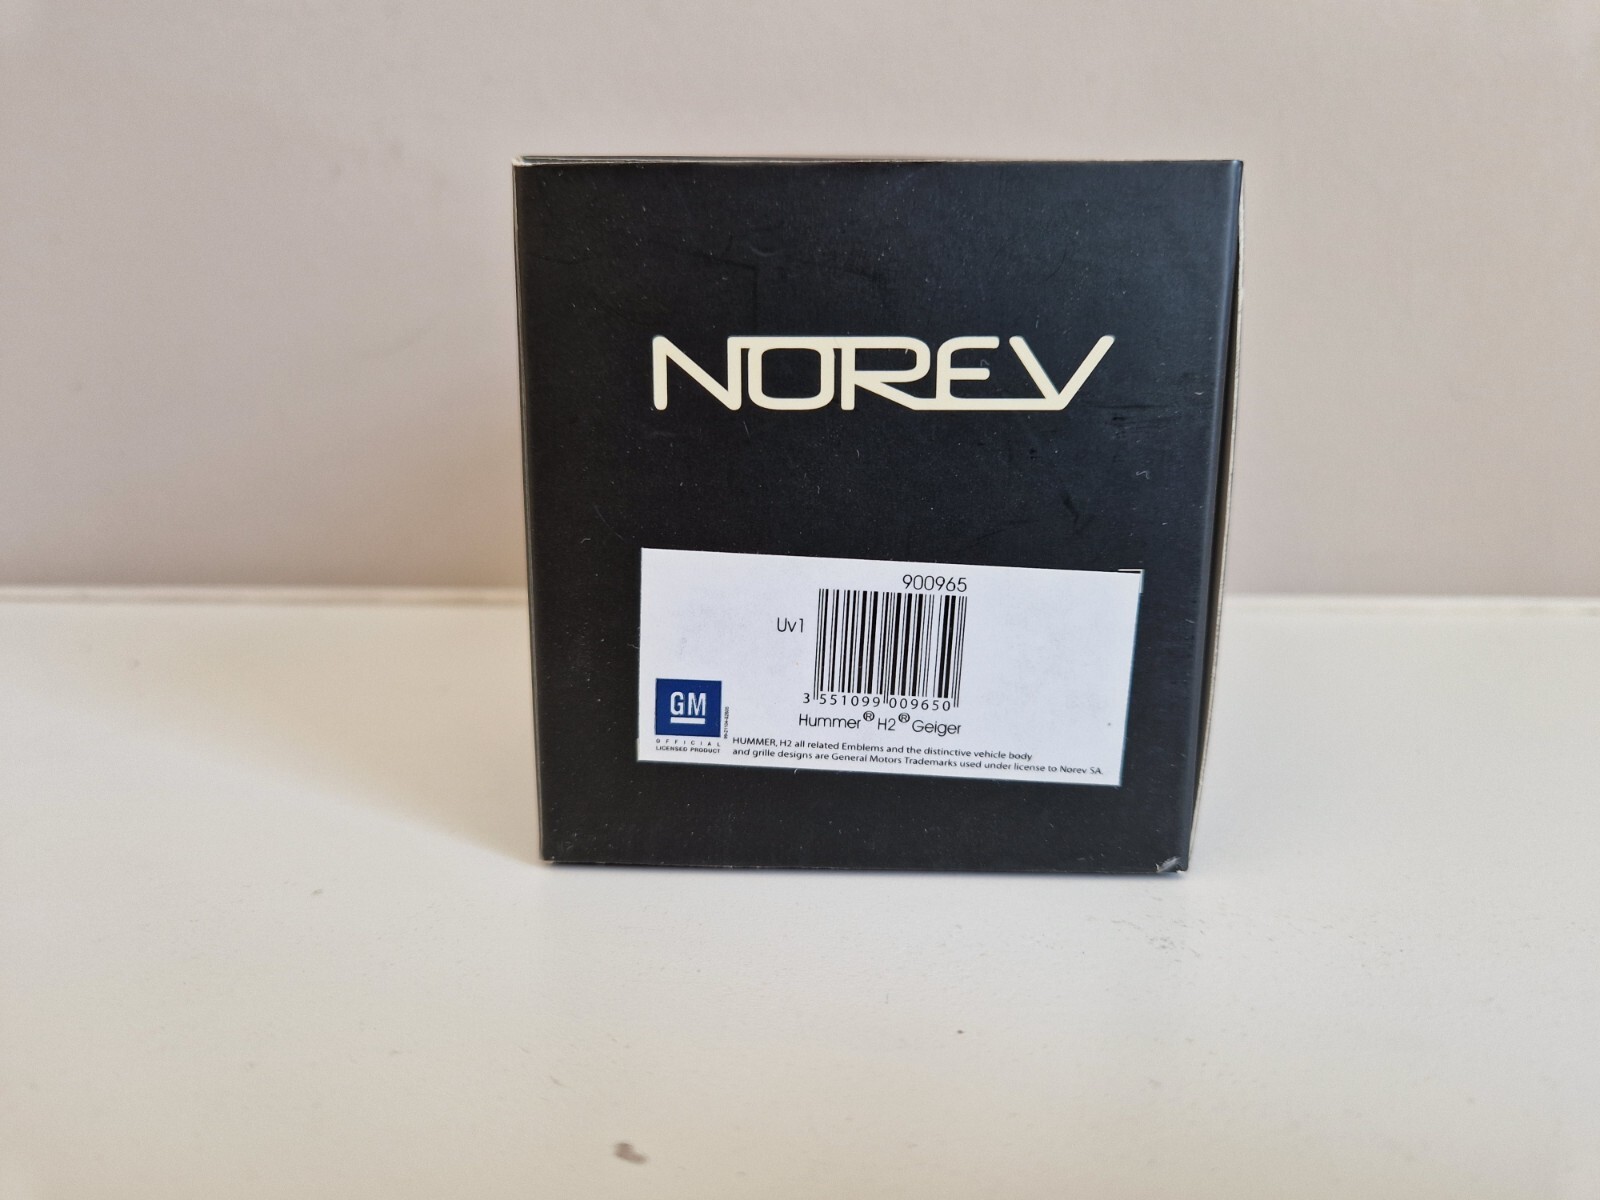 NOREV
900965
Uv1
3 551099 009650
Hummer® H2® Geiger
GM
OFFICIAL
LICENSED PRODUCT
HUMMER, H2 all related Emblems and the distinctive vehicle body
and grille designs are General Motors Trademarks used under license to Norev SA.